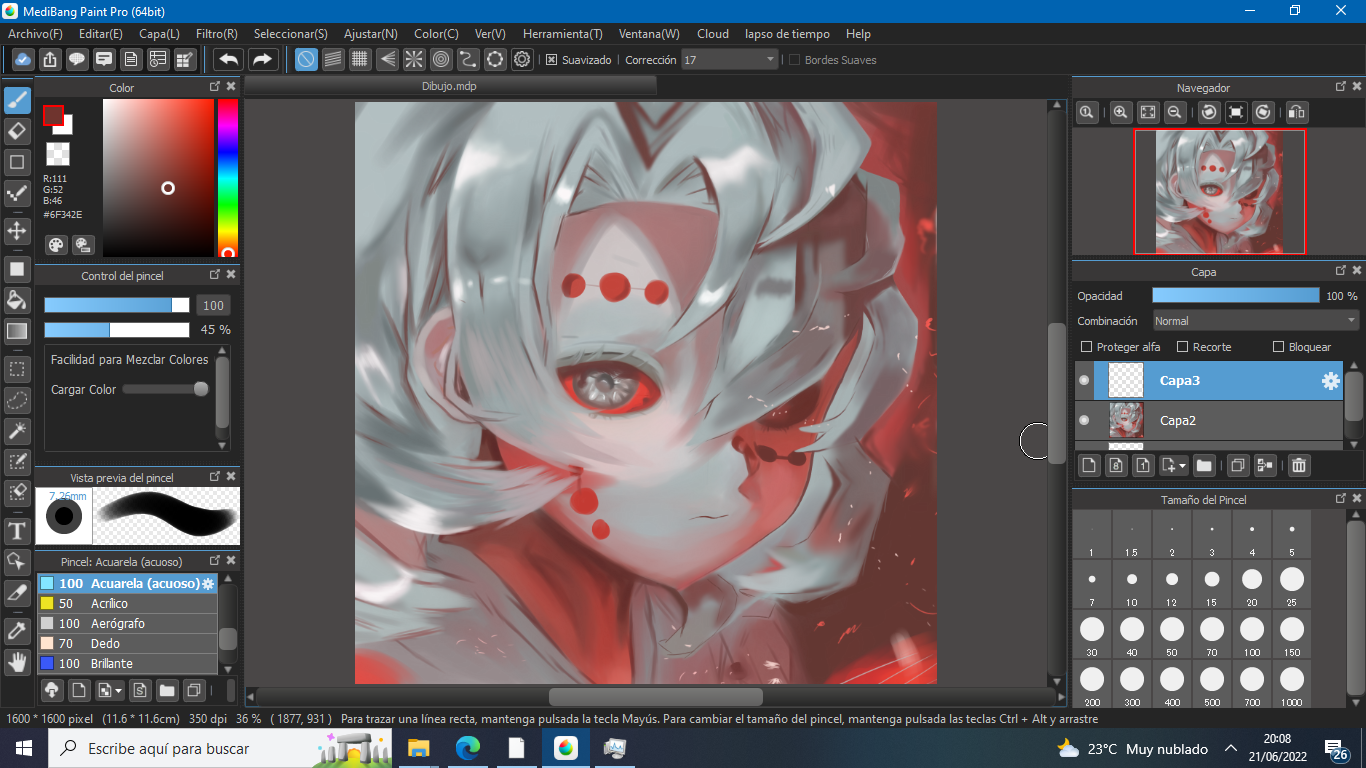 MediBang Paint Pro (64bit)
Archivo(F) Editar(E) Capa(L) Filtro(R) Seleccionar(S) Ajustar(N) Color(C) Ver(V) Herramienta(T) Ventana(W) Cloud lapso de tiempo Help
Suavizado Corrección 17 Bordes Suaves
Color
R:111
G:52
B:46
#6F342E
Control del pincel
100
45 %
Facilidad para Mezclar Colores
Cargar Color
Vista previa del pincel
7.26mm
Pincel: Acuarela (acuoso)
100 Acuarela (acuoso)
50 Acrílico
100 Aerógrafo
70 Dedo
100 Brillante
Dibujo.mdp
Navegador
Capa
Opacidad 100 %
Combinación Normal
Proteger alfa Recorte Bloquear
Capa3
Capa2
Tamaño del Pincel
1 1.5 2 3 4 5
7 10 12 15 20 25
30 40 50 70 100 150
200 300 400 500 700 1000
1600 * 1600 pixel (11.6 * 11.6cm) 350 dpi 36 % ( 1877, 931 ) Para trazar una línea recta, mantenga pulsada la tecla Mayús. Para cambiar el tamaño del pincel, mantenga pulsadas las teclas Ctrl + Alt y arrastre
Escribe aquí para buscar
23°C Muy nublado
20:08
21/06/2022
26